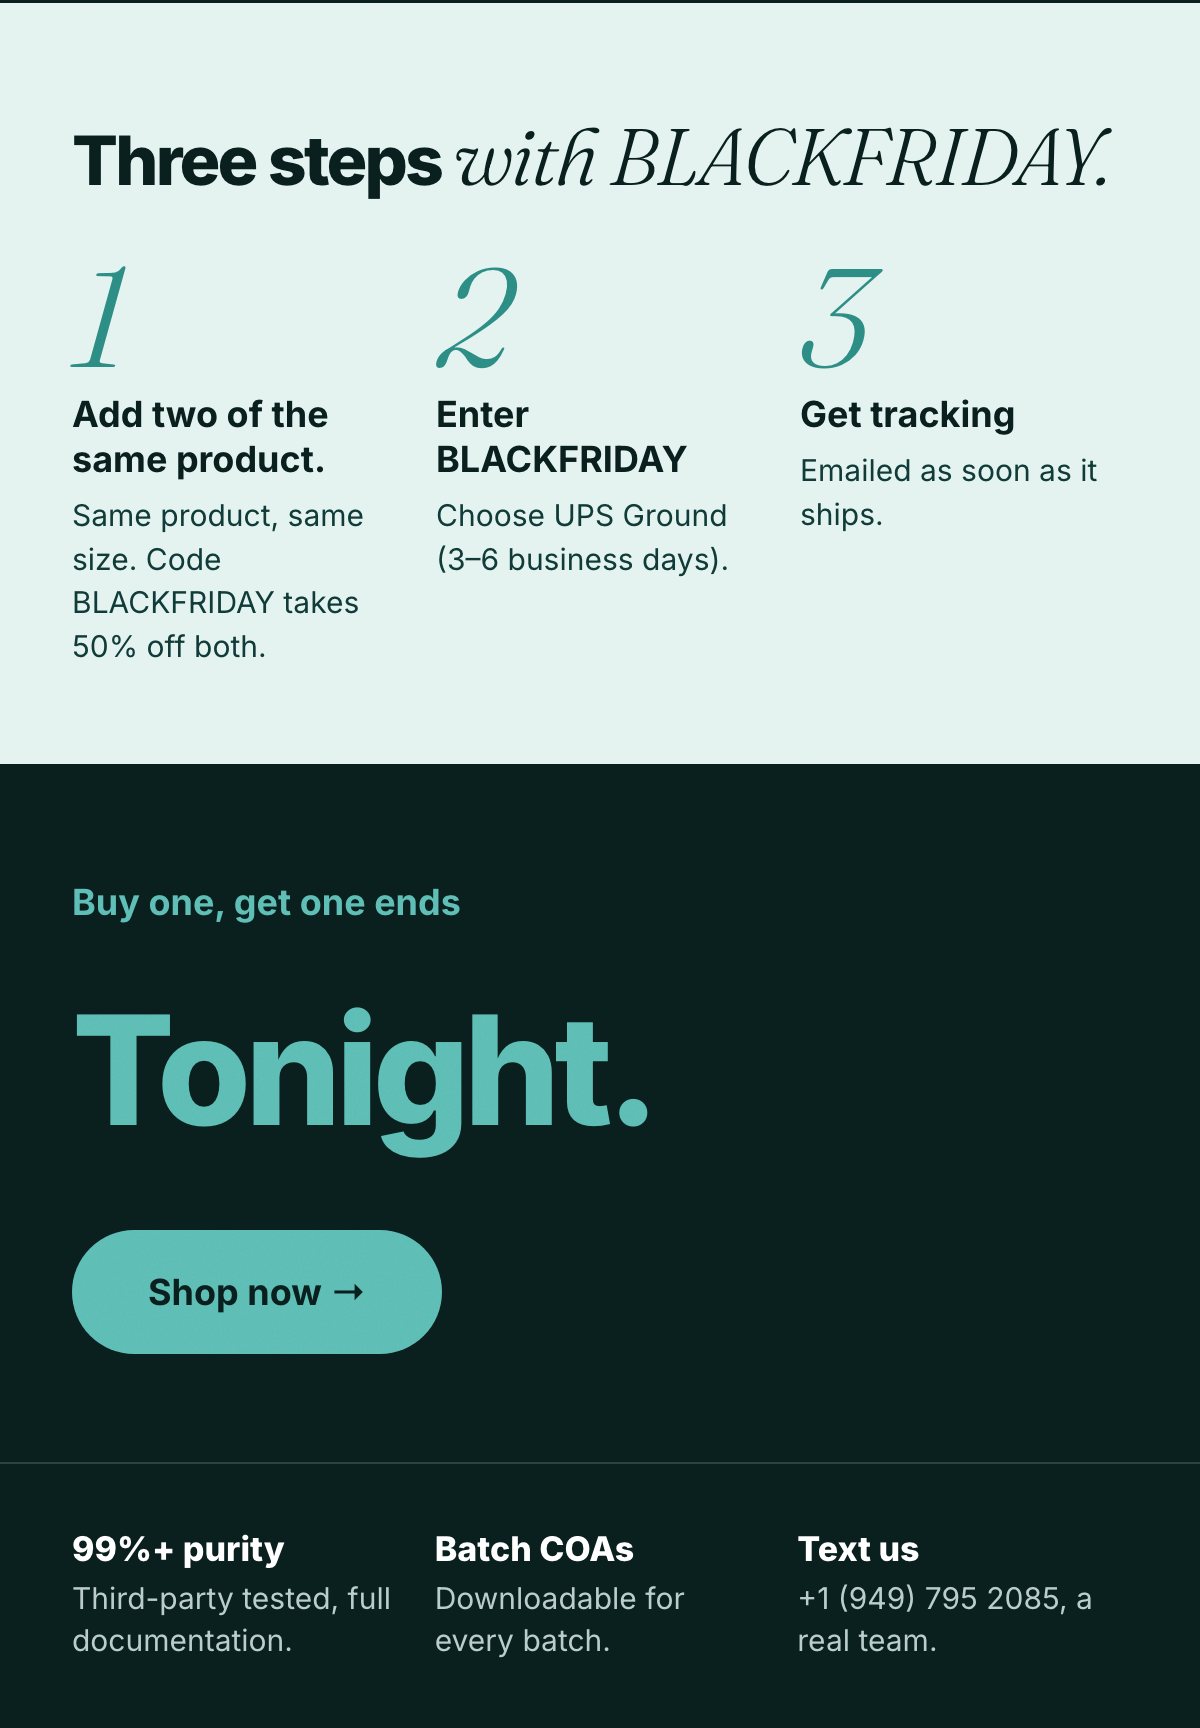 Three steps with BLACKFRIDAY.
1
Add two of the
same product.
Same product, same
size. Code
BLACKFRIDAY takes
50% off both.
2
Enter
BLACKFRIDAY
Choose UPS Ground
(3–6 business days).
3
Get tracking
Emailed as soon as it
ships.
Buy one, get one ends
Tonight.
Shop now →
99%+ purity
Third-party tested, full
documentation.
Batch COAs
Downloadable for
every batch.
Text us
+1 (949) 795 2085, a
real team.